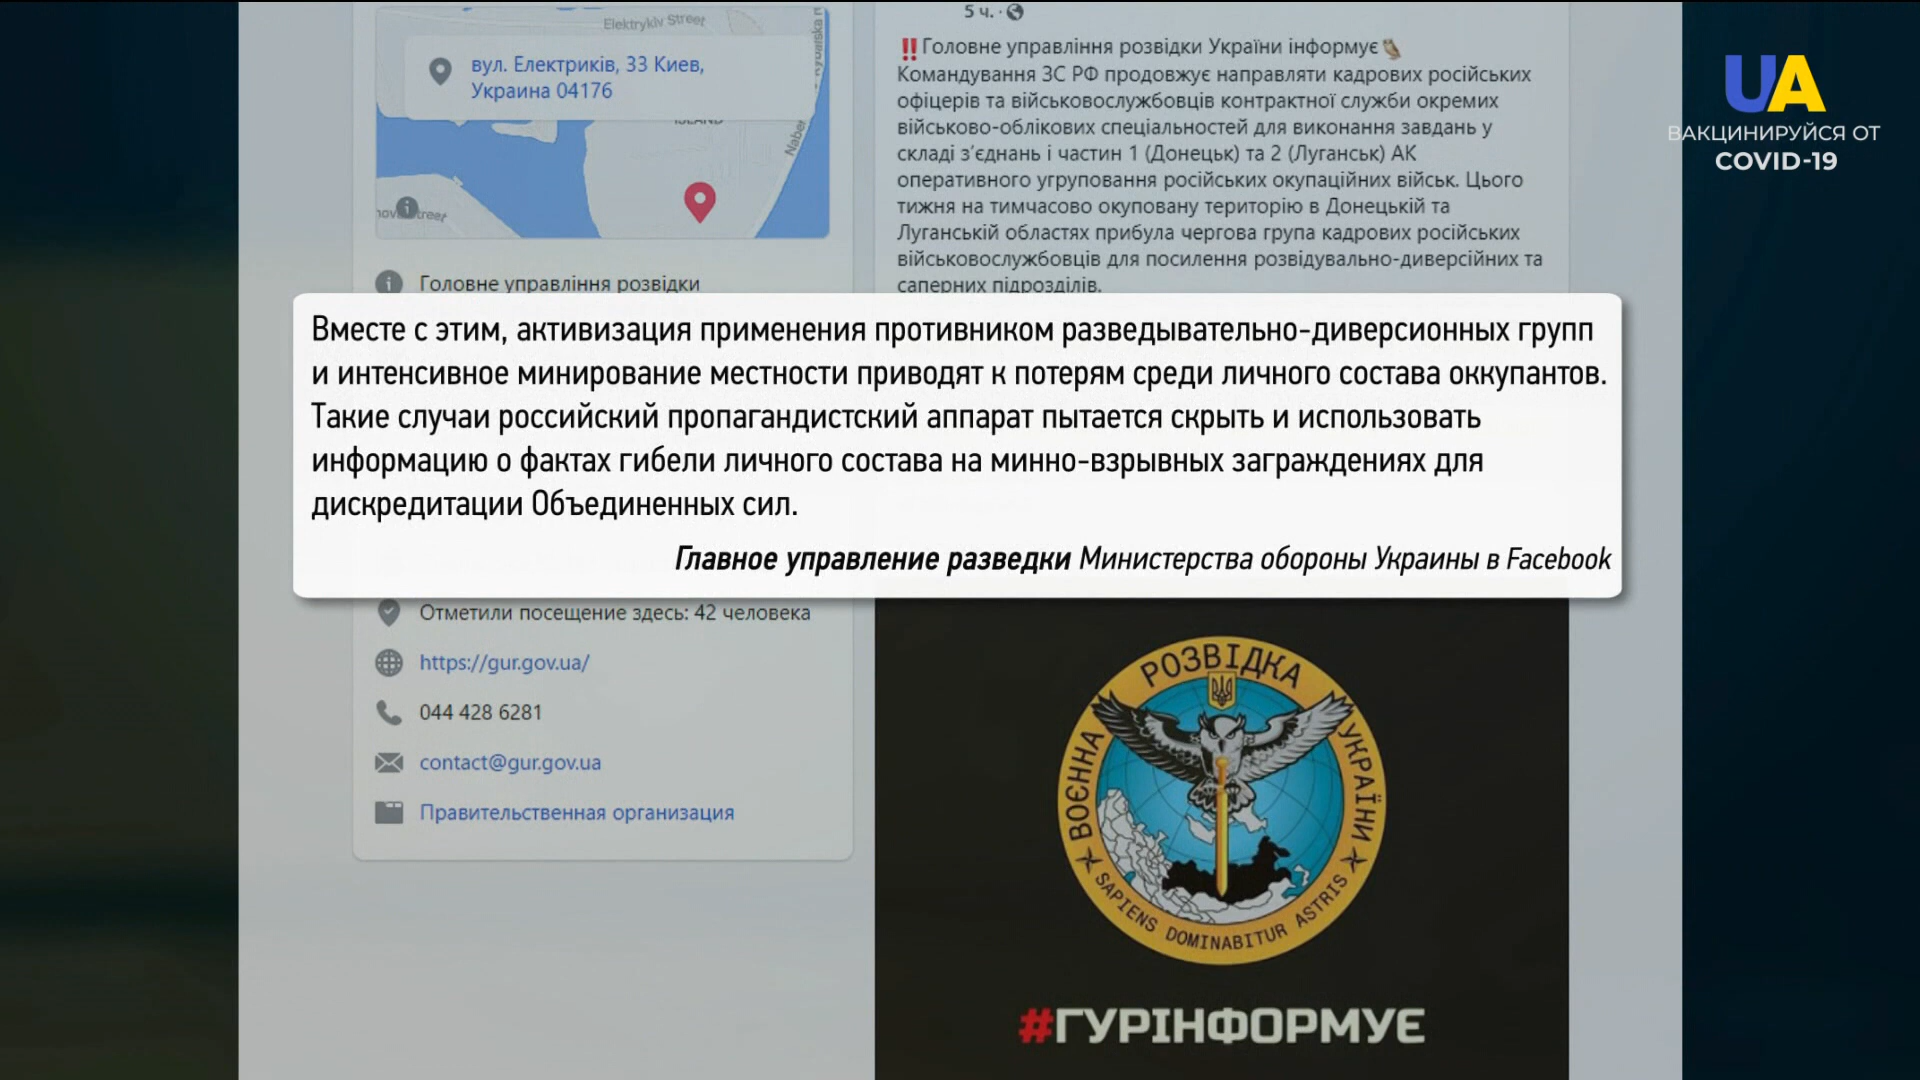 Elektrykiv Street
вул. Електриків, 33 Киев,
Украина 04176
ISLAND
Головне управління розвідки
5 ч. ·
‼Головне управління розвідки України інформує
Командування ЗС РФ продовжує направляти кадрових російських
офіцерів та військовослужбовців контрактної служби окремих
військово-облікових спеціальностей для виконання завдань у
складі з’єднань і частин 1 (Донецьк) та 2 (Луганськ) АК
оперативного угруповання російських окупаційних військ. Цього
тижня на тимчасово окуповану територію в Донецькій та
Луганській областях прибула чергова група кадрових російських
військовослужбовців для посилення розвідувально-диверсійних та
саперних підрозділів.
UA
ВАКЦИНИРУЙСЯ ОТ
COVID-19
Вместе с этим, активизация применения противником разведывательно-диверсионных групп
и интенсивное минирование местности приводят к потерям среди личного состава оккупантов.
Такие случаи российский пропагандистский аппарат пытается скрыть и использовать
информацию о фактах гибели личного состава на минно-взрывных заграждениях для
дискредитации Объединенных сил.
Главное управление разведки Министерства обороны Украины в Facebook
Отметили посещение здесь: 42 человека
https://gur.gov.ua/
044 428 6281
contact@gur.gov.ua
Правительственная организация
ВОЄННА РОЗВІДКА УКРАЇНИ
SAPIENS DOMINABITUR ASTRIS
#ГУРІНФОРМУЄ